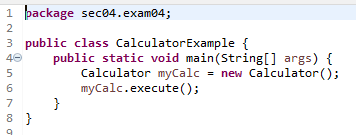 1 package sec04.exam04;
2
3 public class CalculatorExample {
4     public static void main(String[] args) {
5         Calculator myCalc = new Calculator();
6         myCalc.execute();
7     }
8 }
9